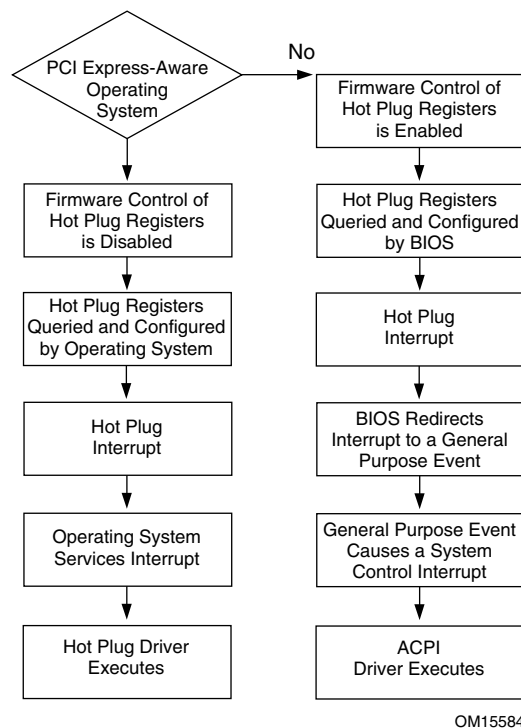 PCI Express-Aware
Operating
System
No
Firmware Control of
Hot Plug Registers
is Disabled
Hot Plug Registers
Queried and Configured
by Operating System
Hot Plug
Interrupt
Operating System
Services Interrupt
Hot Plug Driver
Executes
Firmware Control of
Hot Plug Registers
is Enabled
Hot Plug Registers
Queried and Configured
by BIOS
Hot Plug
Interrupt
BIOS Redirects
Interrupt to a General
Purpose Event
General Purpose Event
Causes a System
Control Interrupt
ACPI
Driver Executes
OM15584